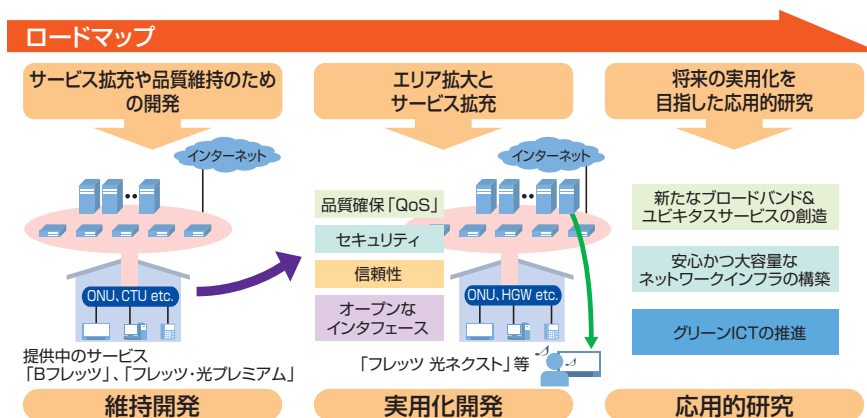 ロードマップ
サービス拡充や品質維持のため
の開発
インターネット
ONU、CTU etc.
提供中のサービス
「Bフレッツ」、「フレッツ・光プレミアム」
維持開発
エリア拡大と
サービス拡充
インターネット
品質確保「QoS」
セキュリティ
信頼性
オープンな
インタフェース
ONU、HGW etc.
「フレッツ 光ネクスト」等
実用化開発
将来の実用化を
目指した応用的研究
新たなブロードバンド&
ユビキタスサービスの創造
安心かつ大容量な
ネットワークインフラの構築
グリーンICTの推進
応用的研究